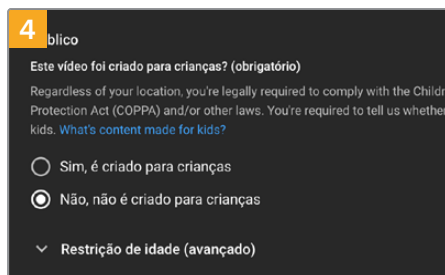 4
blico
Este vídeo foi criado para crianças? (obrigatório)
Regardless of your location, you're legally required to comply with the Childr
Protection Act (COPPA) and/or other laws. You're required to tell us whether
kids. What's content made for kids?
Sim, é criado para crianças
Não, não é criado para crianças
Restrição de idade (avançado)